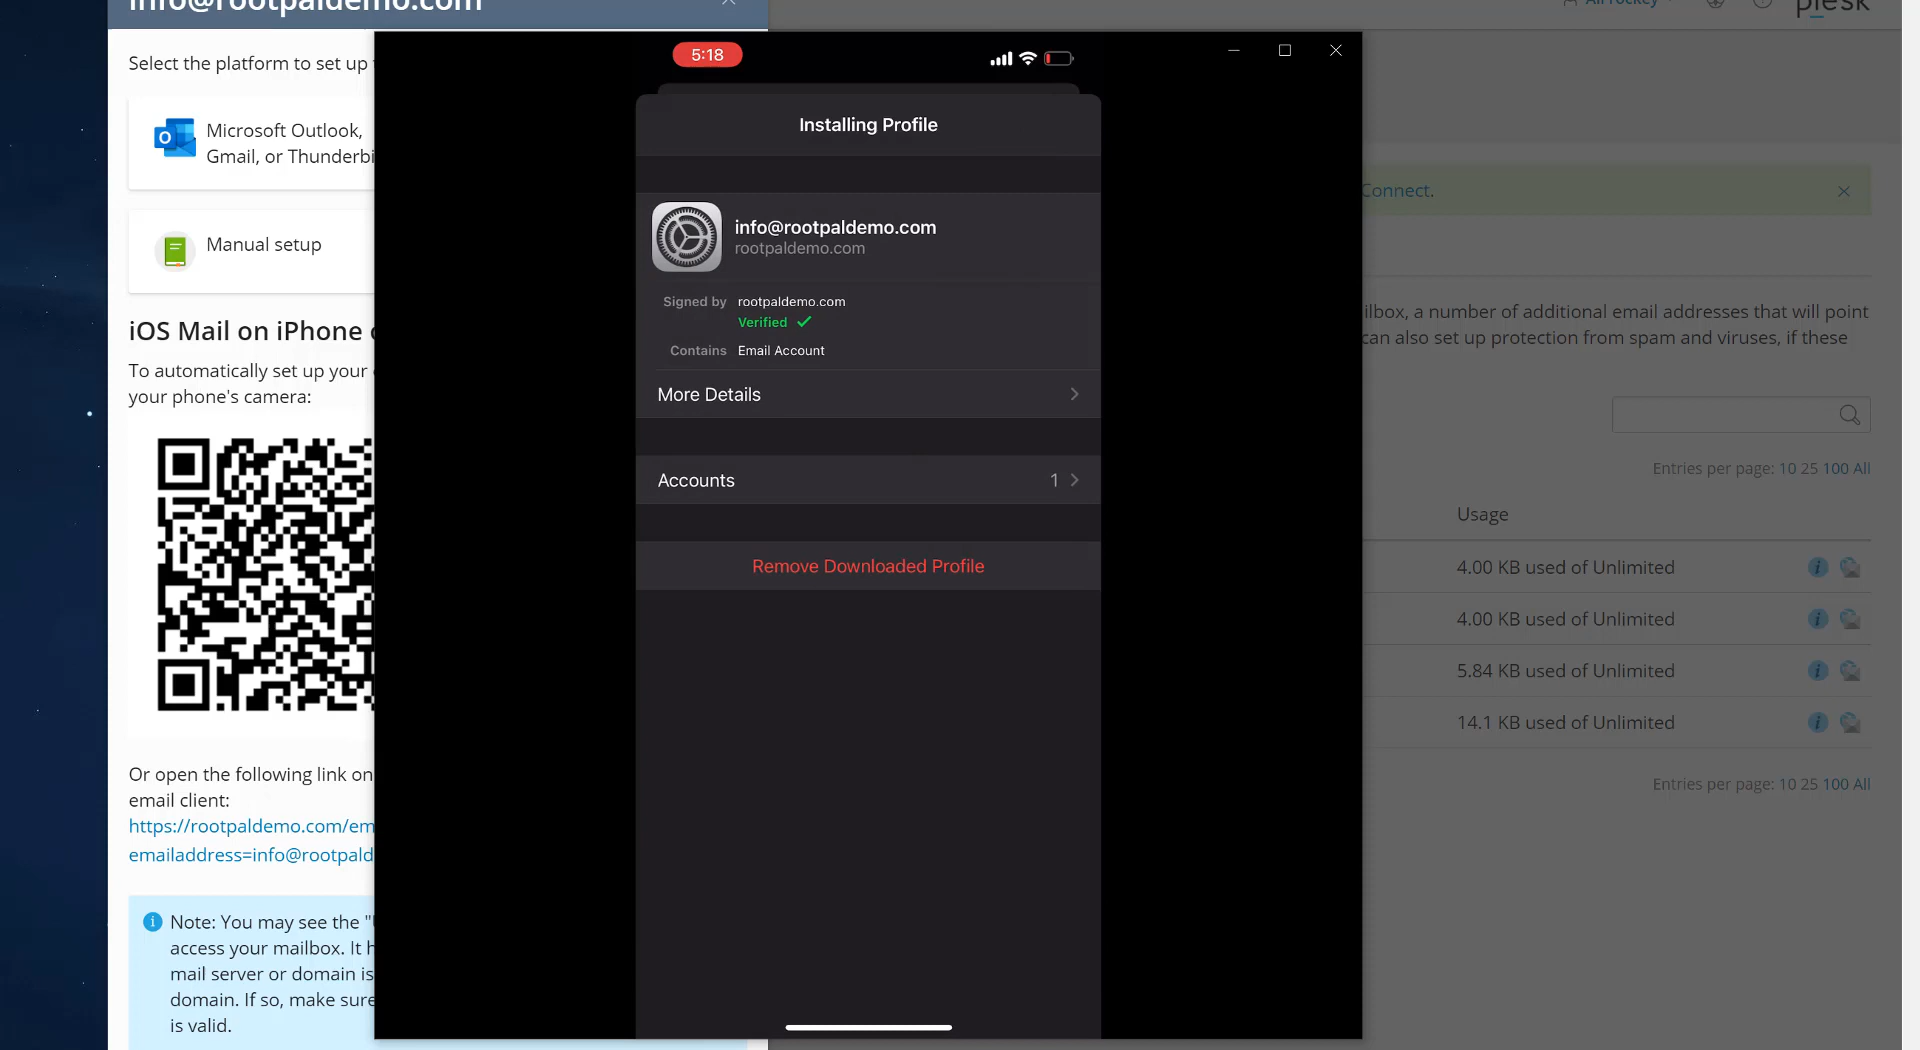 info@rootpaldemo.com
Select the platform to set up
Microsoft Outlook,
Gmail, or Thunderbi
Manual setup
iOS Mail on iPhone
To automatically set up your
your phone's camera:
Or open the following link on
email client:
https://rootpaldemo.com/em
emailaddress=info@rootpald
Note: You may see the "
access your mailbox. It h
mail server or domain is
domain. If so, make sure
is valid.
5:18
Installing Profile
info@rootpaldemo.com
rootpaldemo.com
Signed by rootpaldemo.com
Verified
Contains Email Account
More Details
Accounts 1
Remove Downloaded Profile
plesk
Connect.
ilbox, a number of additional email addresses that will point
can also set up protection from spam and viruses, if these
Entries per page: 10 25 100 All
Usage
4.00 KB used of Unlimited
4.00 KB used of Unlimited
5.84 KB used of Unlimited
14.1 KB used of Unlimited
Entries per page: 10 25 100 All